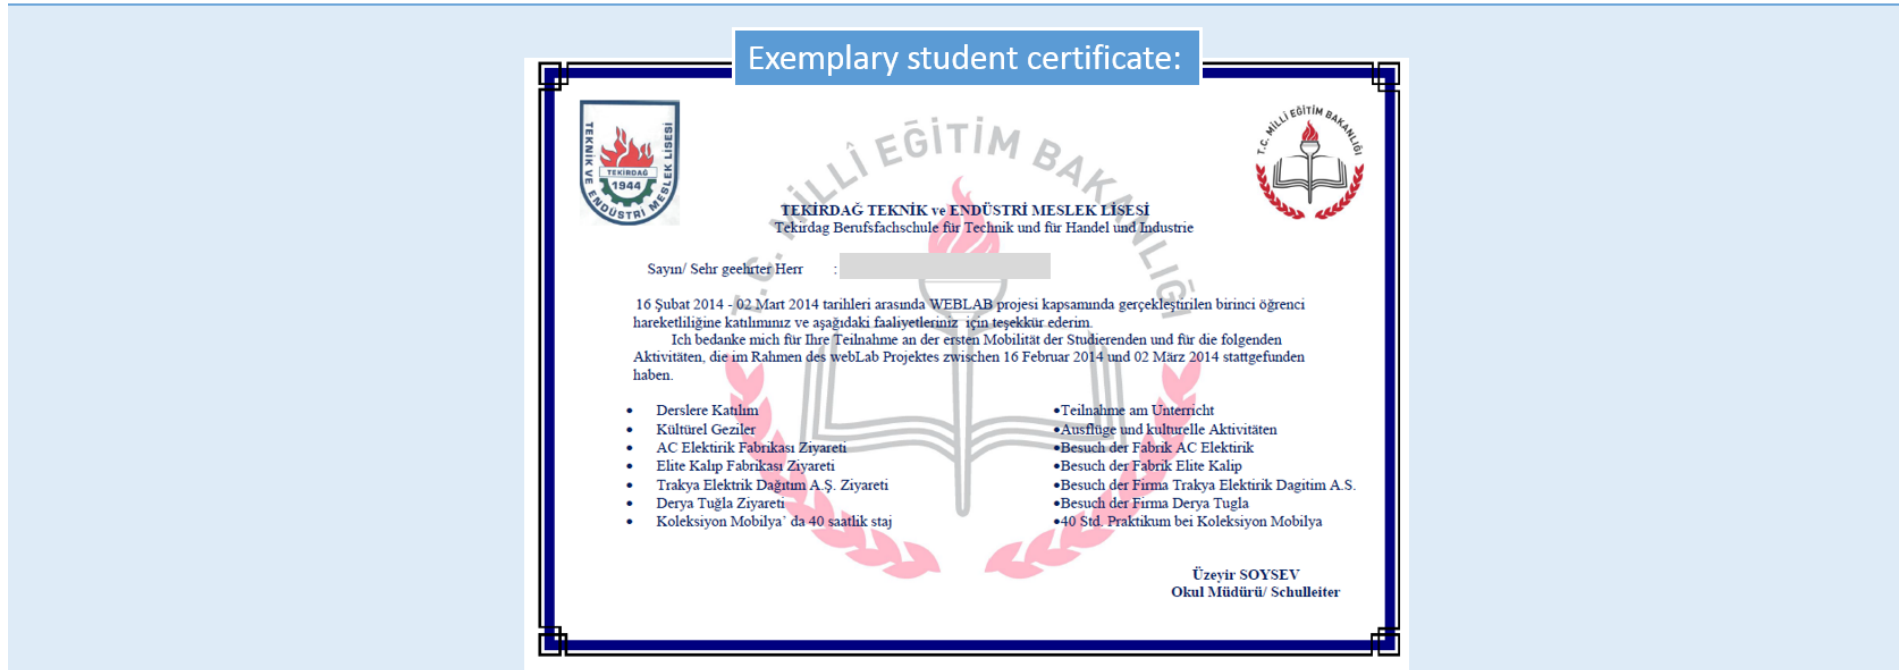 Exemplary student certificate:
TEKNİK VE ENDÜSTRİ MESLEK LİSESİ
TEKİRDAĞ
1944
T.C. MİLLİ EĞİTİM BAKANLIĞI
T.C. MİLLÎ EĞİTİM BAKANLIĞI
TEKİRDAĞ TEKNİK ve ENDÜSTRİ MESLEK LİSESİ
Tekirdag Berufsfachschule für Technik und für Handel und Industrie
Sayın/ Sehr geehrter Herr :
16 Şubat 2014 - 02 Mart 2014 tarihleri arasında WEBLAB projesi kapsamında gerçekleştirilen birinci öğrenci
hareketliliğine katılımınız ve aşağıdaki faaliyetleriniz için teşekkür ederim.
Ich bedanke mich für Ihre Teilnahme an der ersten Mobilität der Studierenden und für die folgenden
Aktivitäten, die im Rahmen des webLab Projektes zwischen 16 Februar 2014 und 02 März 2014 stattgefunden
haben.
• Derslere Katılım
• Kültürel Geziler
• AC Elektirik Fabrikası Ziyareti
• Elite Kalıp Fabrikası Ziyareti
• Trakya Elektrik Dağıtım A.Ş. Ziyareti
• Derya Tuğla Ziyareti
• Koleksiyon Mobilya' da 40 saatlik staj
•Teilnahme am Unterricht
•Ausflüge und kulturelle Aktivitäten
•Besuch der Fabrik AC Elektirik
•Besuch der Fabrik Elite Kalip
•Besuch der Firma Trakya Elektirik Dagitim A.S.
•Besuch der Firma Derya Tugla
•40 Std. Praktikum bei Koleksiyon Mobilya
Üzeyir SOYSEV
Okul Müdürü/ Schulleiter